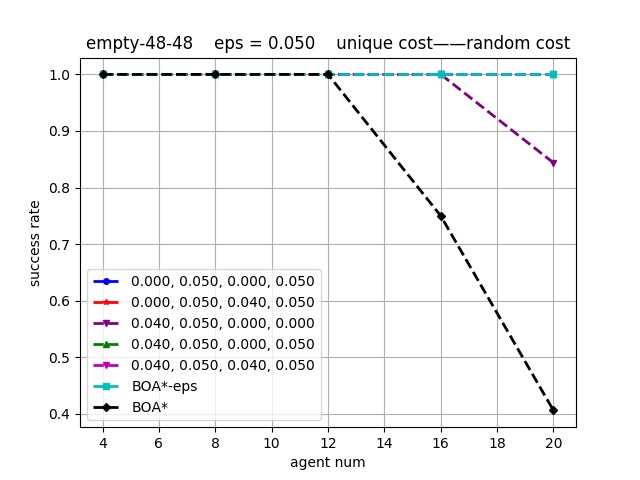 empty-48-48 eps = 0.050 unique cost——random cost
success rate
1.0
0.9
0.8
0.7
0.6
0.5
0.4
0.000, 0.050, 0.000, 0.050
0.000, 0.050, 0.040, 0.050
0.040, 0.050, 0.000, 0.000
0.040, 0.050, 0.000, 0.050
0.040, 0.050, 0.040, 0.050
BOA*-eps
BOA*
4 6 8 10 12 14 16 18 20
agent num